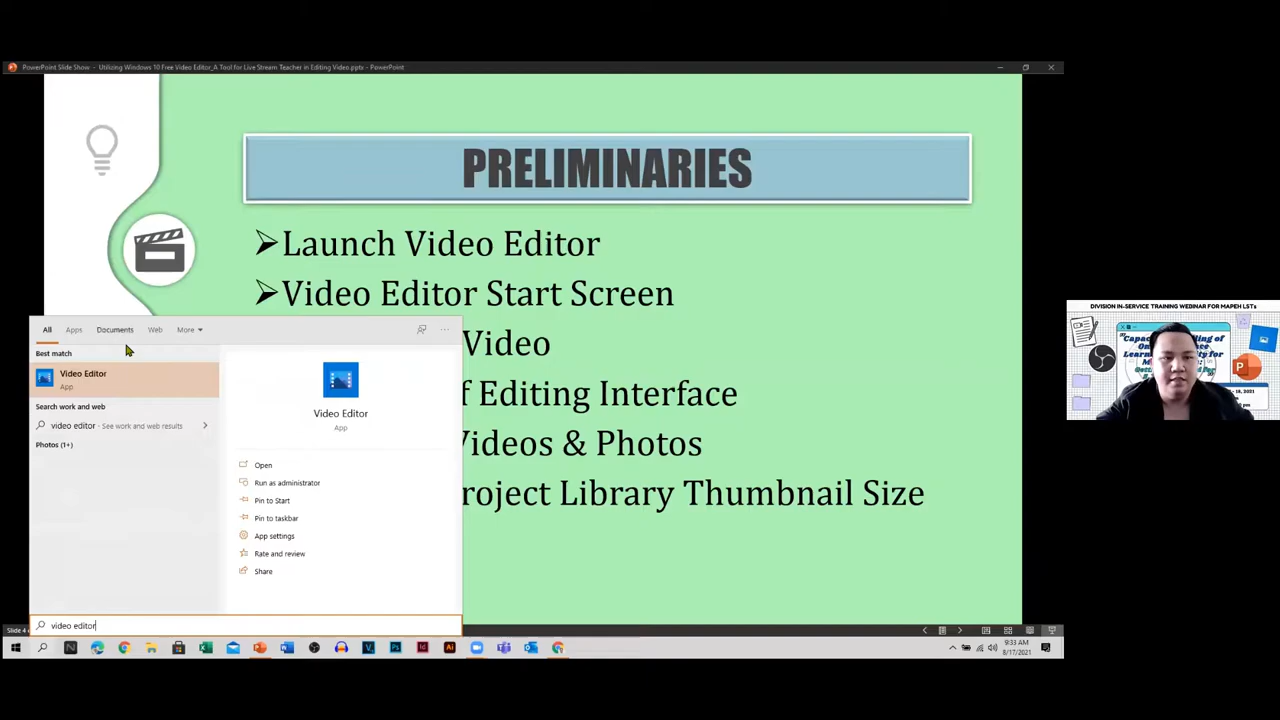 PowerPoint Slide Show - Utilizing Windows 10 Free Video Editor_A Tool for Live Stream Teacher in Editing Video.pptx - PowerPoint
PRELIMINARIES
➢Launch Video Editor
➢Video Editor Start Screen
Video
f Editing Interface
Videos & Photos
roject Library Thumbnail Size
All
Apps
Documents
Web
More
Best match
Video Editor
App
Search work and web
video editor - See work and web results
Photos (1+)
Video Editor
App
Open
Run as administrator
Pin to Start
Pin to taskbar
App settings
Rate and review
Share
video editor
Slide 4
9:33 AM
8/17/2021
DIVISION IN-SERVICE TRAINING WEBINAR FOR MAPEH LSTs